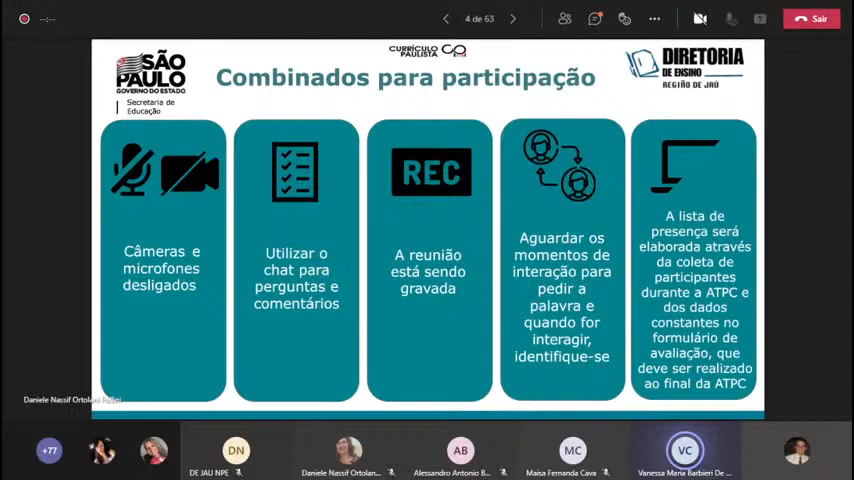 --:--
4 de 63
Sair
SÃO
PAULO
GOVERNO DO ESTADO
Secretaria de
Educação
CURRÍCULO
PAULISTA
DIRETORIA
DE ENSINO
REGIÃO DE JAÚ
Combinados para participação
Câmeras e
microfones
desligados
Utilizar o
chat para
perguntas e
comentários
REC
A reunião
está sendo
gravada
Aguardar os
momentos de
interação para
pedir a
palavra e
quando for
interagir,
identifique-se
A lista de
presença será
elaborada através
da coleta de
participantes
durante a ATPC e
dos dados
constantes no
formulário de
avaliação, que
deve ser realizado
ao final da ATPC
Daniele Nassif Ortolani Pollini
+77
DN
DE JAU NPE
Daniele Nassif Ortolan...
AB
Alessandro Antonio B...
MC
Maisa Fernanda Cava
VC
Vanessa Maria Barbieri De ...